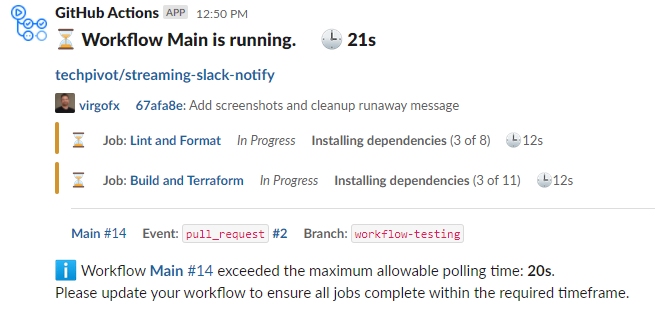 GitHub Actions APP 12:50 PM
Workflow Main is running. 21s
techpivot/streaming-slack-notify
virgofx 67afa8e: Add screenshots and cleanup runaway message
Job: Lint and Format In Progress Installing dependencies (3 of 8) 12s
Job: Build and Terraform In Progress Installing dependencies (3 of 11) 12s
Main #14 Event: pull_request #2 Branch: workflow-testing
Workflow Main #14 exceeded the maximum allowable polling time: 20s.
Please update your workflow to ensure all jobs complete within the required timeframe.